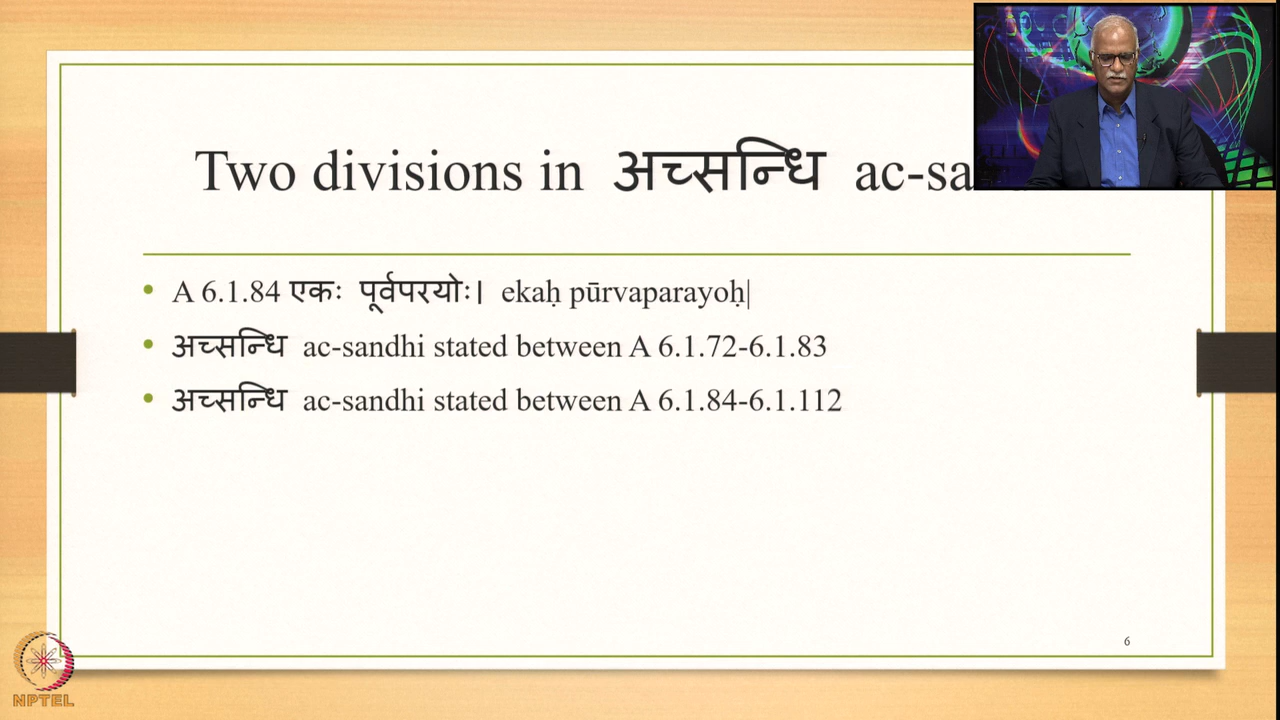 Two divisions in अच्सन्धि ac-sa
A 6.1.84 एकः पूर्वपरयोः। ekaḥ pūrvaparayoḥ|
अच्सन्धि ac-sandhi stated between A 6.1.72-6.1.83
अच्सन्धि ac-sandhi stated between A 6.1.84-6.1.112
6
NPTEL